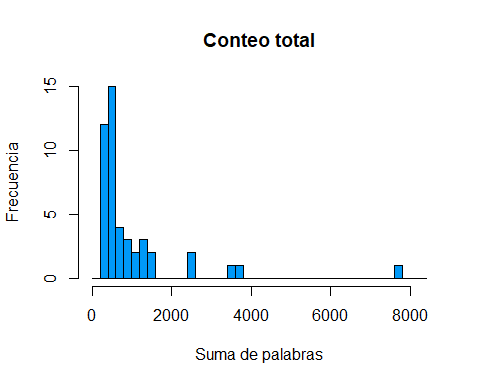 Conteo total
Frecuencia
15
10
5
0
0 2000 4000 6000 8000
Suma de palabras